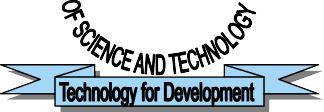 OF SCIENCE AND TECHNOLOGY
Technology for Development